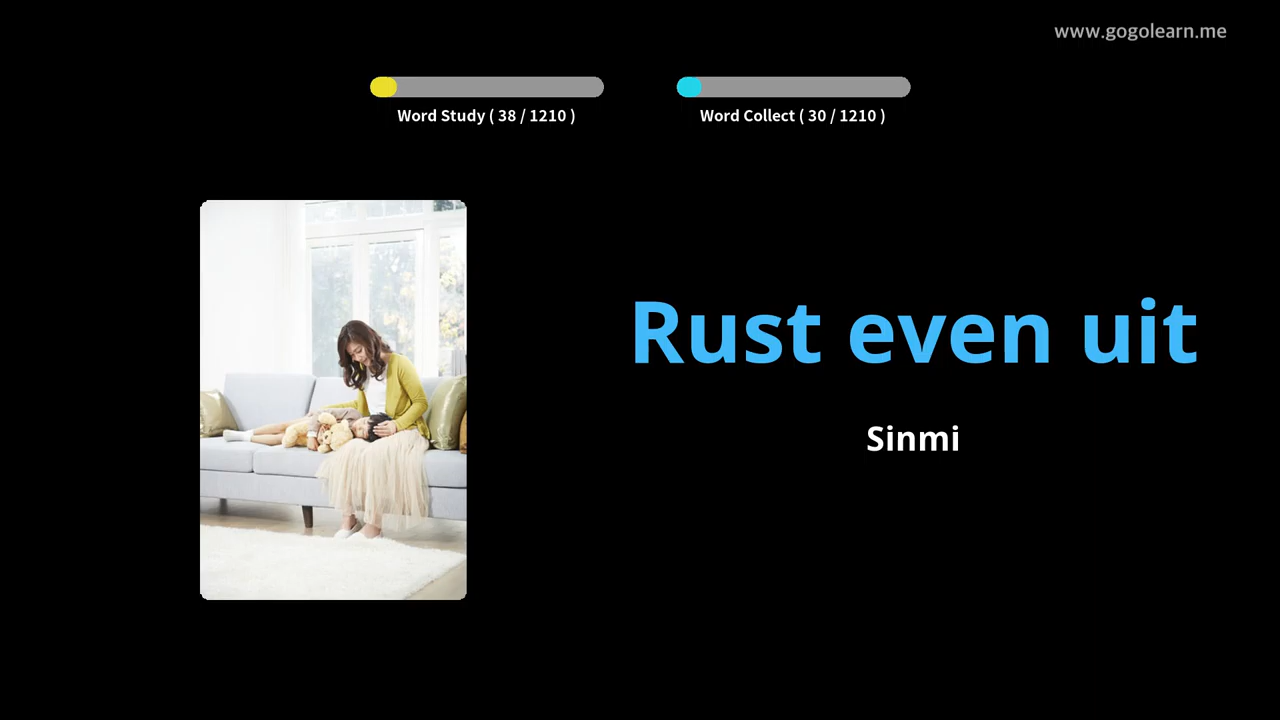 www.gogolearn.me
Word Study ( 38 / 1210 )
Word Collect ( 30 / 1210 )
Rust even uit
Sinmi